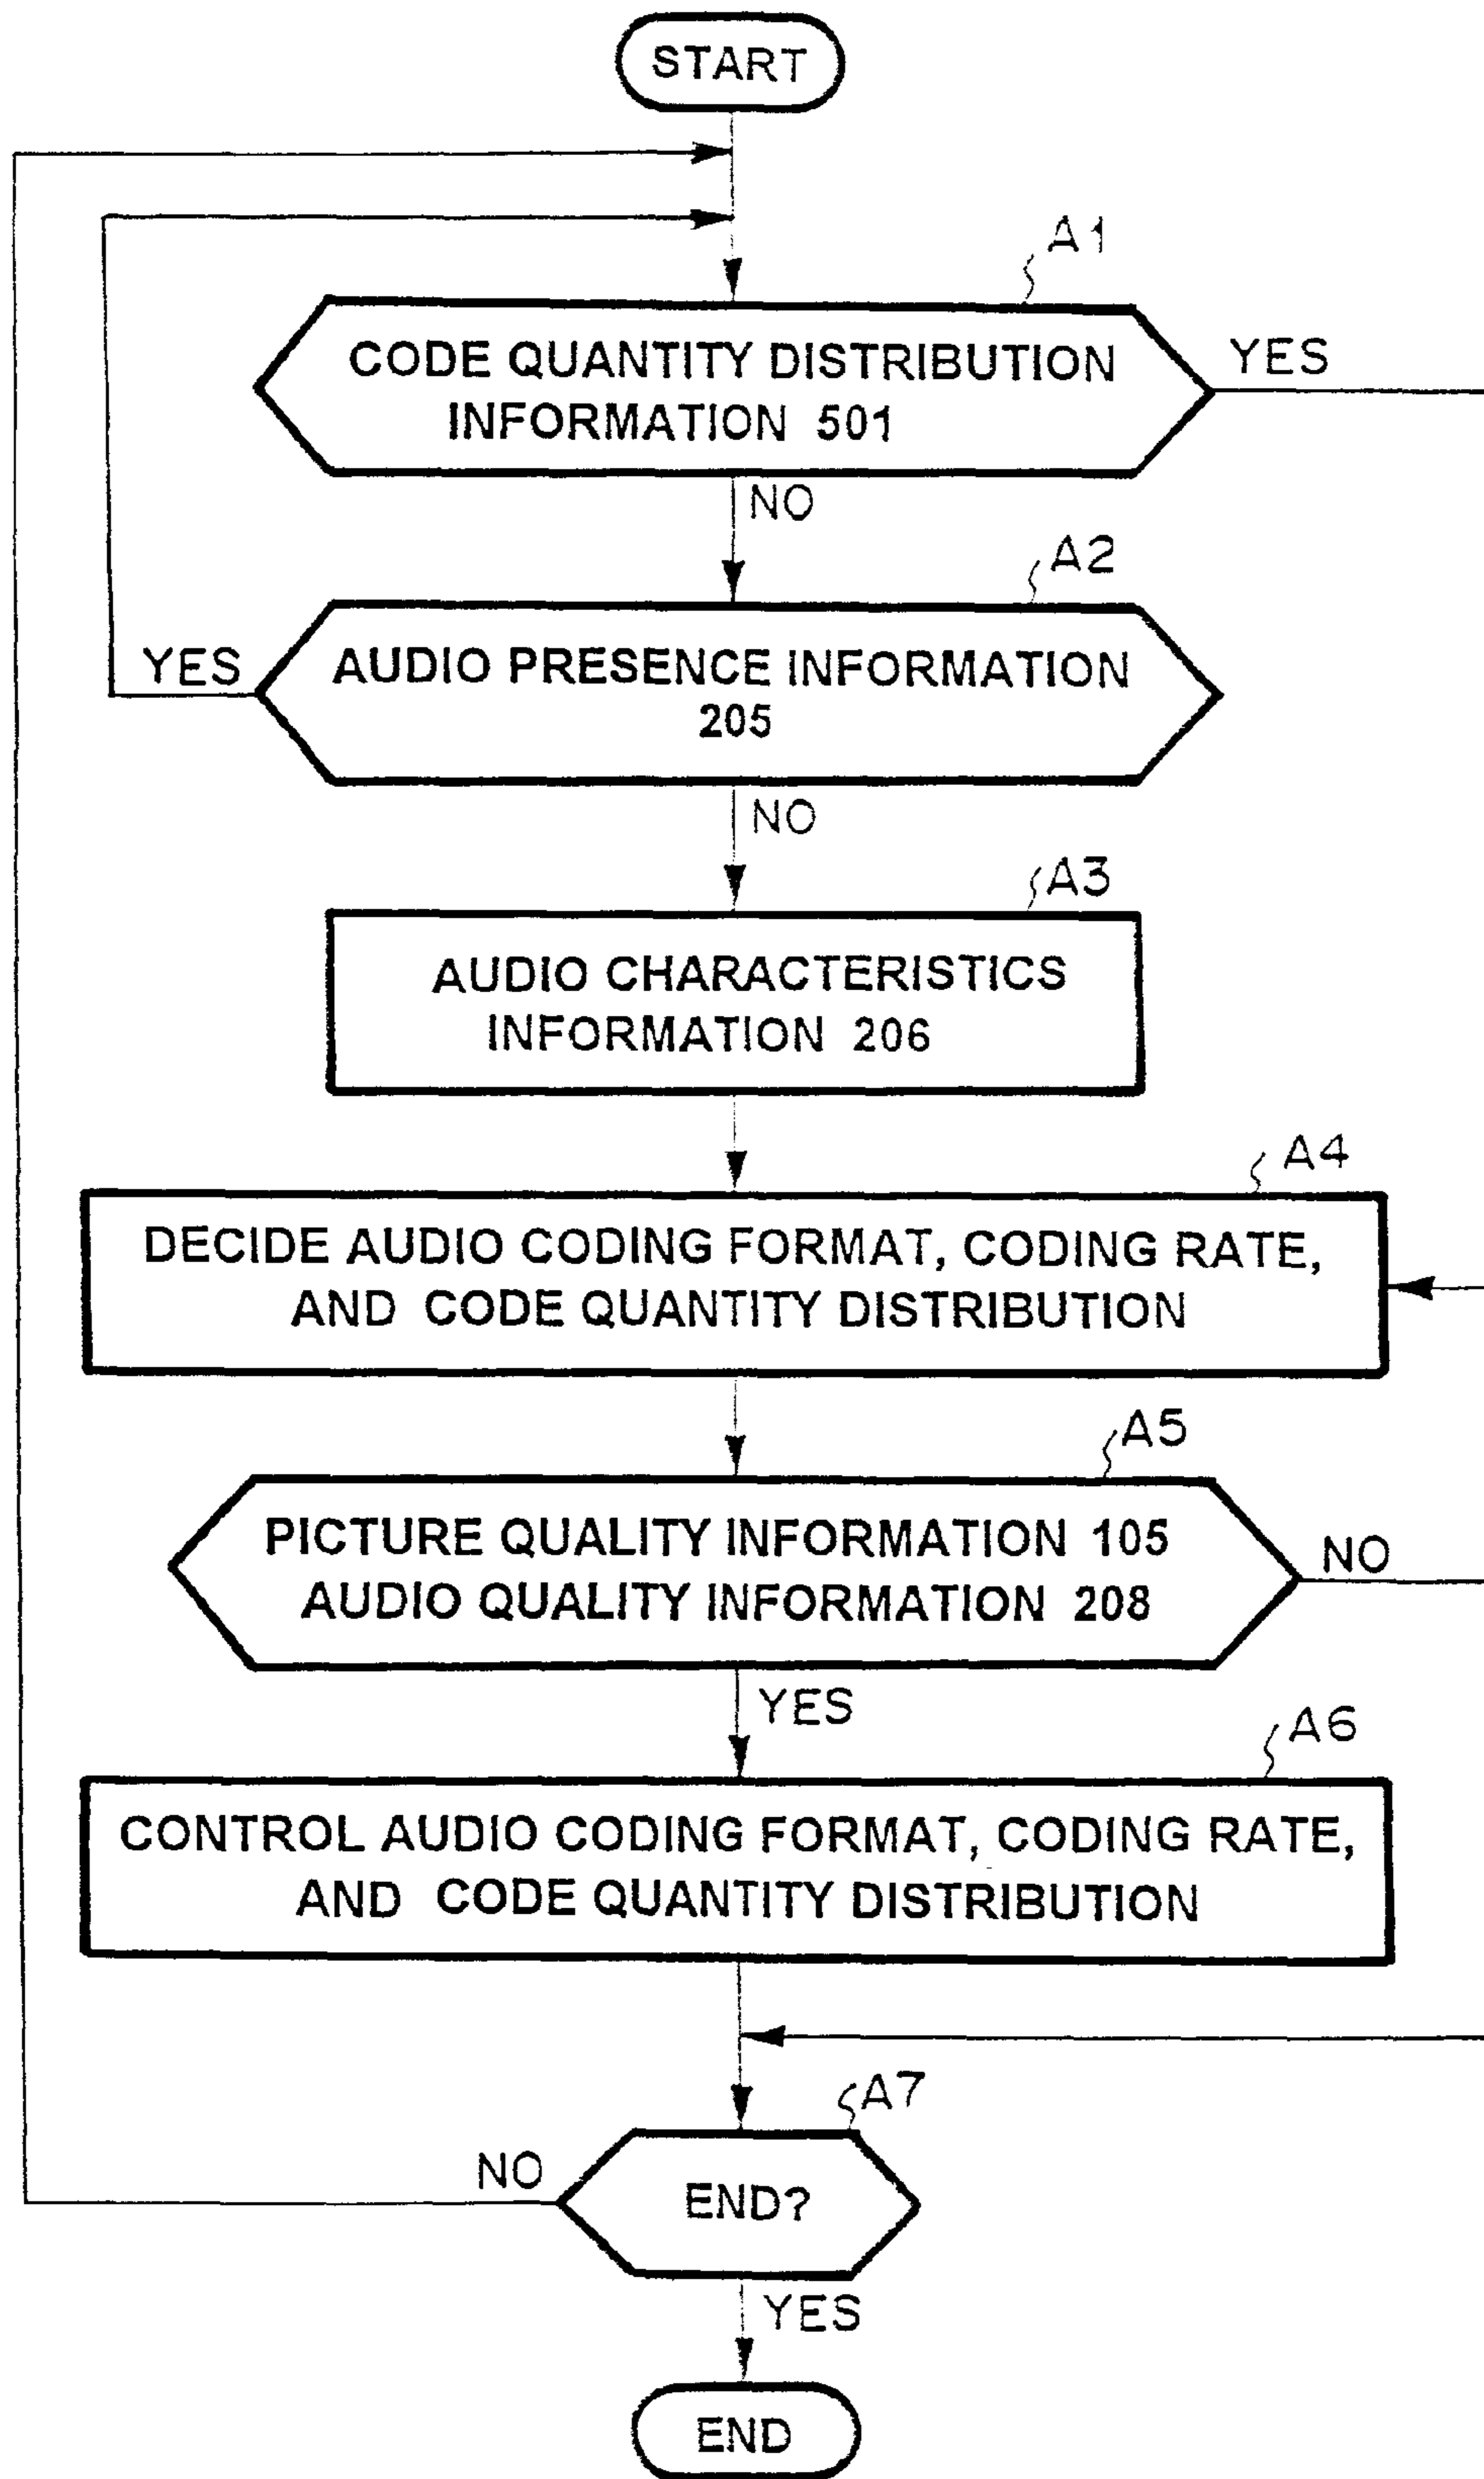 START
A1
CODE QUANTITY DISTRIBUTION
INFORMATION 501
YES
NO
A2
AUDIO PRESENCE INFORMATION
205
YES
NO
A3
AUDIO CHARACTERISTICS
INFORMATION 206
A4
DECIDE AUDIO CODING FORMAT, CODING RATE,
AND CODE QUANTITY DISTRIBUTION
A5
PICTURE QUALITY INFORMATION 105
AUDIO QUALITY INFORMATION 208
NO
YES
A6
CONTROL AUDIO CODING FORMAT, CODING RATE,
AND CODE QUANTITY DISTRIBUTION
A7
NO
END?
YES
END